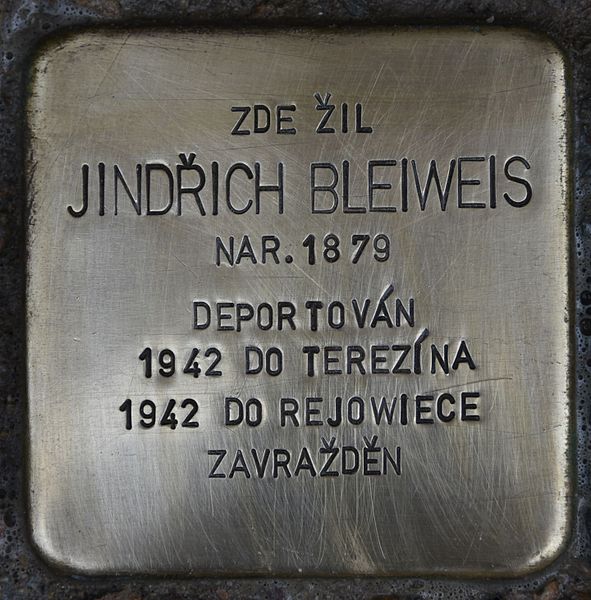 ZDE ŽIL
JINDŘICH BLEIWEIS
NAR. 1879
DEPORTOVÁN
1942 DO TEREZÍNA
1942 DO REJOWIECE
ZAVRAŽDĚN